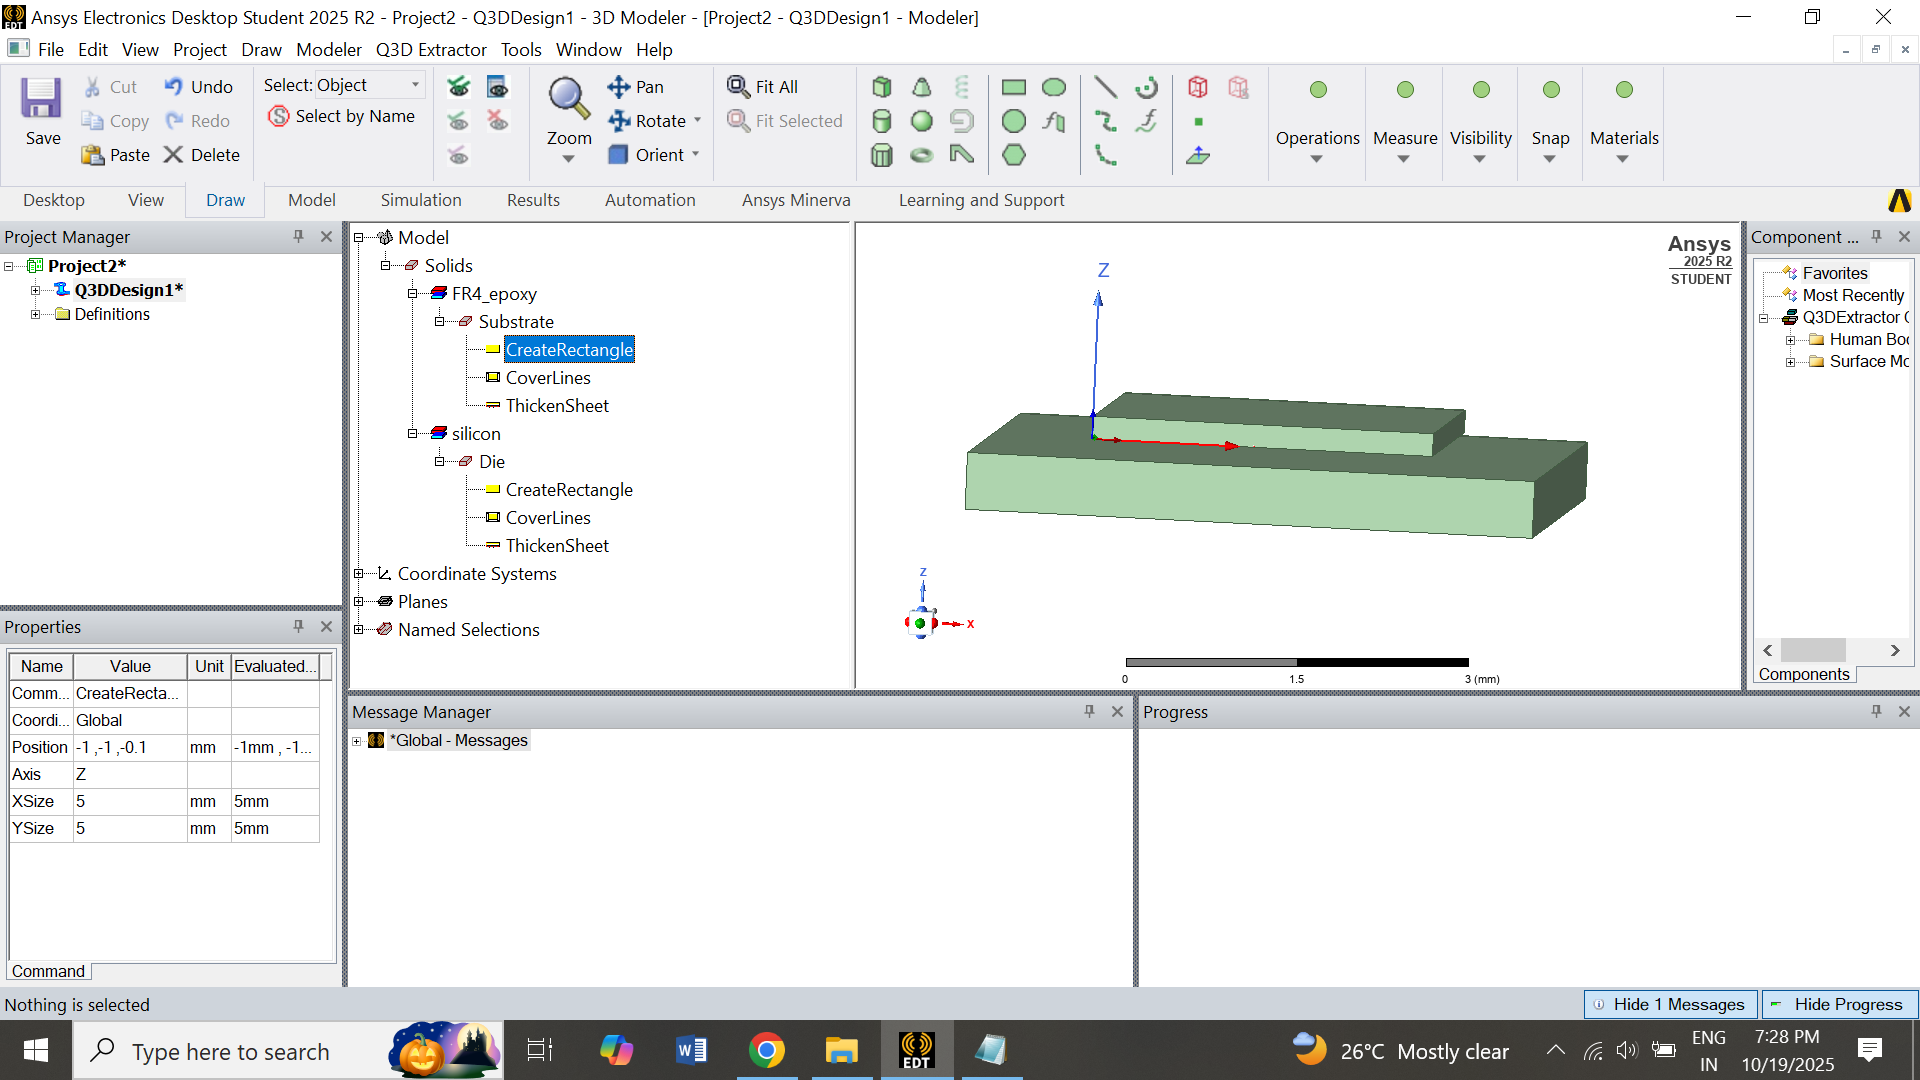 Ansys Electronics Desktop Student 2025 R2 - Project2 - Q3DDesign1 - 3D Modeler - [Project2 - Q3DDesign1 - Modeler]
EDT
File Edit View Project Draw Modeler Q3D Extractor Tools Window Help
Save
Cut
Copy
Paste
Undo
Redo
Delete
Select: Object
Select by Name
Zoom
Pan
Rotate
Orient
Fit All
Fit Selected
Operations
Measure
Visibility
Snap
Materials
Desktop View Draw Model Simulation Results Automation Ansys Minerva Learning and Support
Project Manager
Project2*
Q3DDesign1*
Definitions
Model
Solids
FR4_epoxy
Substrate
CreateRectangle
CoverLines
ThickenSheet
silicon
Die
CreateRectangle
CoverLines
ThickenSheet
Coordinate Systems
Planes
Named Selections
Ansys
2025 R2
STUDENT
Z
Z
X
0 1.5 3 (mm)
Component ...
Favorites
Most Recently
Q3DExtractor
Human Bo
Surface Mo
Components
Properties
Name Value Unit Evaluated...
Comm... CreateRecta...
Coordi... Global
Position -1 ,-1 ,-0.1 mm -1mm , -1...
Axis Z
XSize 5 mm 5mm
YSize 5 mm 5mm
Command
Message Manager
*Global - Messages
Progress
Nothing is selected
Hide 1 Messages
Hide Progress
Type here to search
EDT
26°C Mostly clear
ENG
IN
7:28 PM
10/19/2025